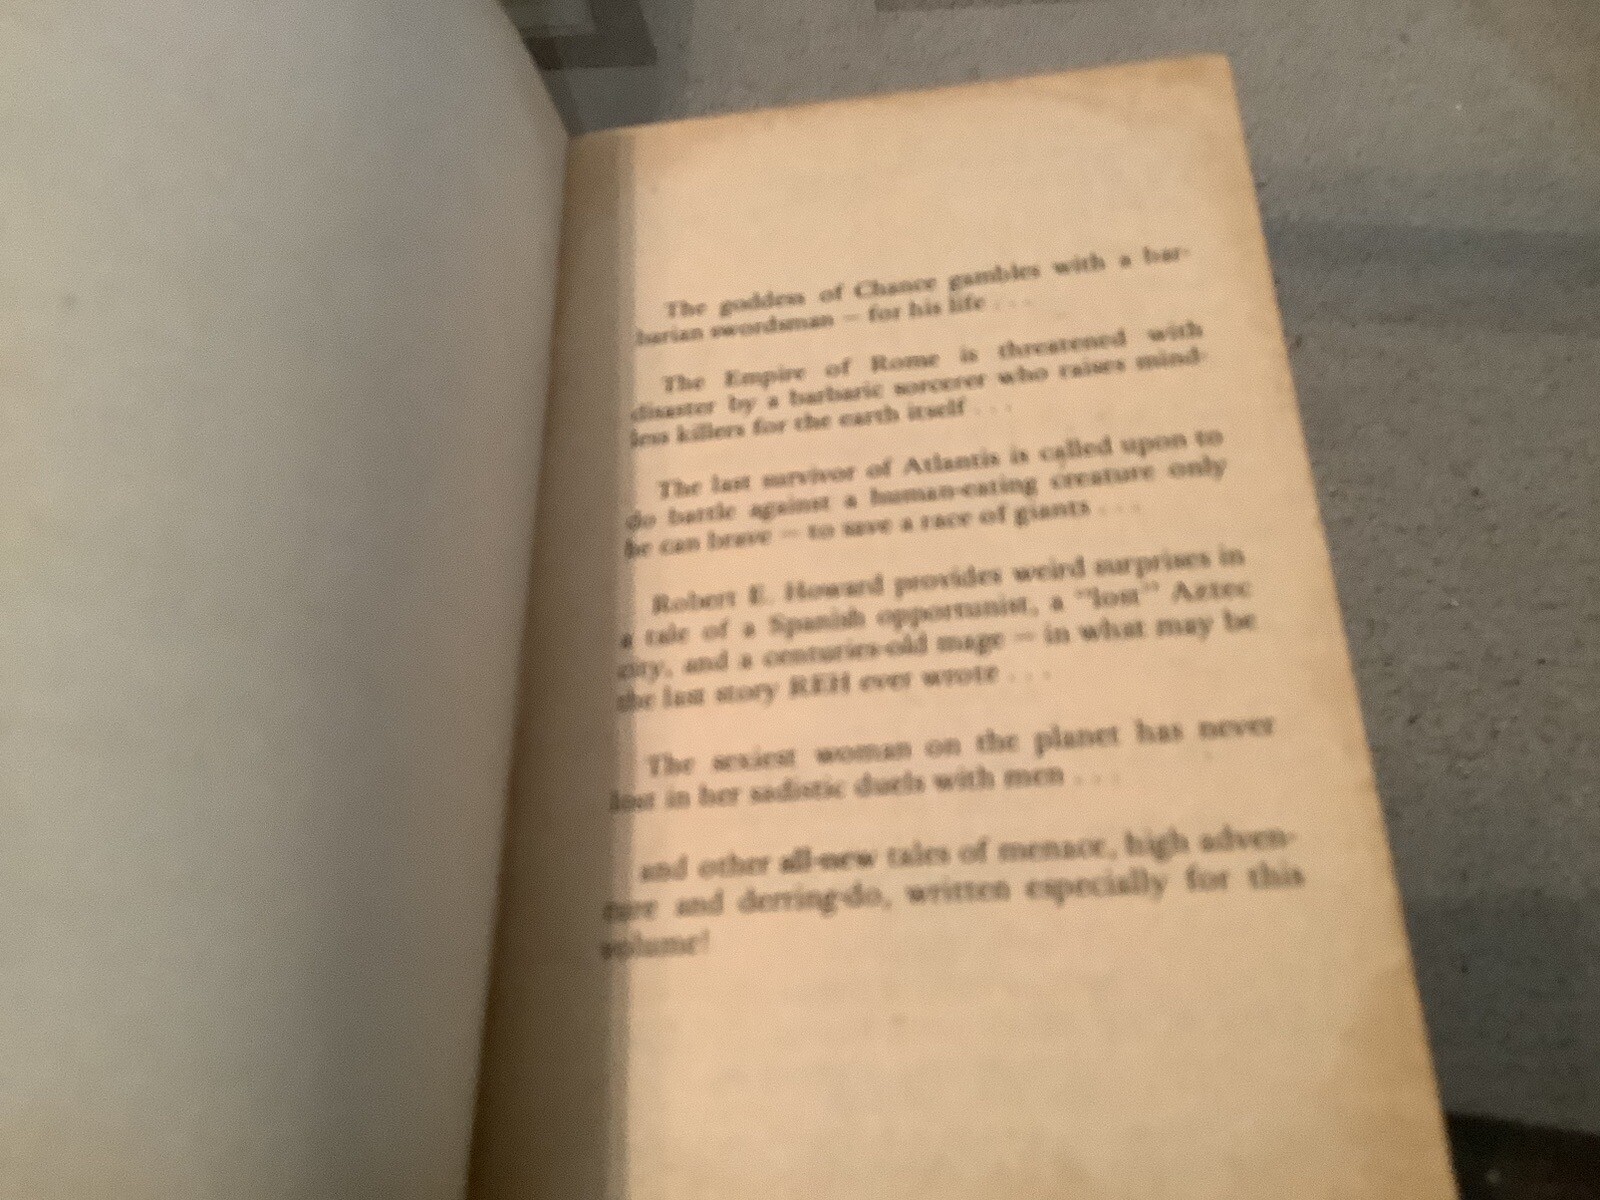 The goddess of Chance gambles with a bar-
barian swordsman — for his life . . .
The Empire of Rome is threatened with
disaster by a barbaric sorcerer who raises mind-
less killers for the earth itself . . .
The last survivor of Atlantis is called upon to
do battle against a human-eating creature only
he can brave — to save a race of giants . . .
Robert E. Howard provides weird surprises in
a tale of a Spanish opportunist, a "lost" Aztec
city, and a centuries-old mage — in what may be
the last story REH ever wrote . . .
The sexiest woman on the planet has never
lost in her sadistic duels with men . . .
and other all-new tales of menace, high adven-
ture and derring-do, written especially for this
volume!